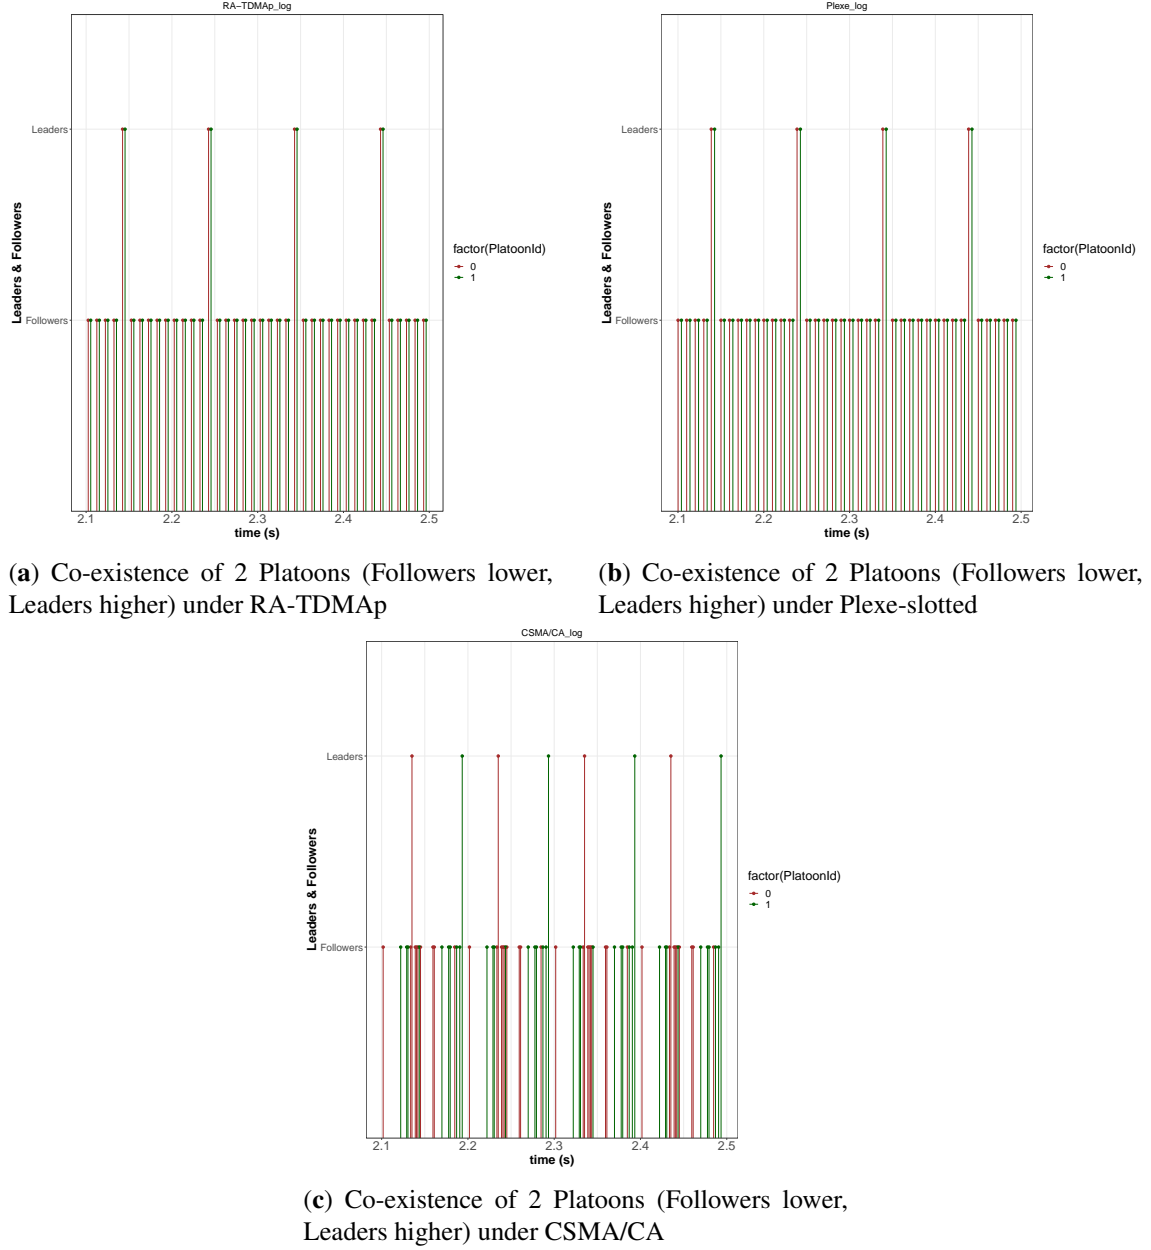 RA−TDMAp_log
Leaders
Followers
Leaders & Followers
2.1 2.2 2.3 2.4 2.5
time (s)
factor(PlatoonId)
0
1
(a) Co-existence of 2 Platoons (Followers lower,
Leaders higher) under RA-TDMAp
Plexe_log
Leaders
Followers
Leaders & Followers
2.1 2.2 2.3 2.4 2.5
time (s)
factor(PlatoonId)
0
1
(b) Co-existence of 2 Platoons (Followers lower,
Leaders higher) under Plexe-slotted
CSMA/CA_log
Leaders
Followers
Leaders & Followers
2.1 2.2 2.3 2.4 2.5
time (s)
factor(PlatoonId)
0
1
(c) Co-existence of 2 Platoons (Followers lower,
Leaders higher) under CSMA/CA